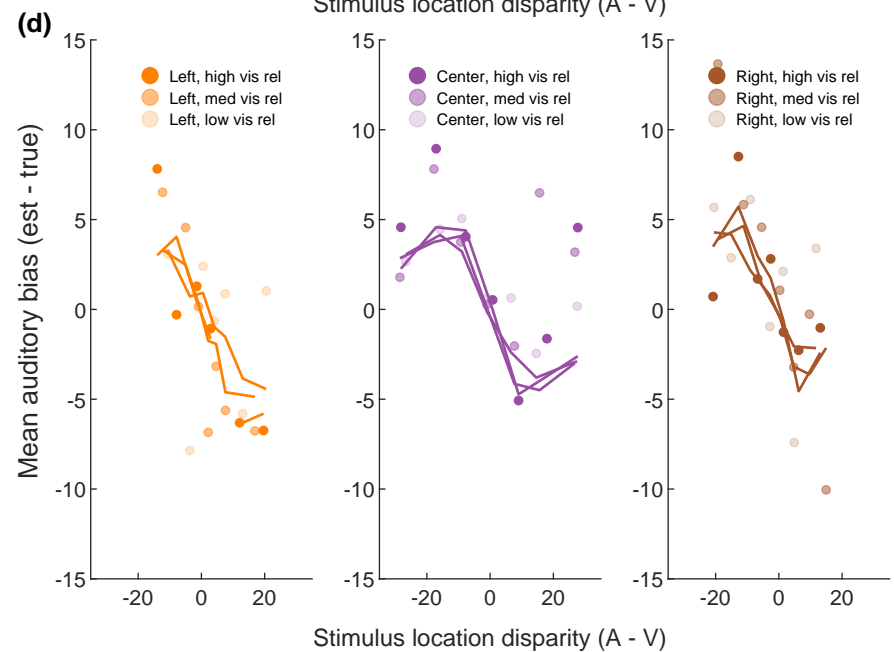 Stimulus location disparity (A - V)
(d)
Mean auditory bias (est - true)
15
10
5
0
-5
-10
-15
Left, high vis rel
Left, med vis rel
Left, low vis rel
-20 0 20
15
10
5
0
-5
-10
-15
Center, high vis rel
Center, med vis rel
Center, low vis rel
-20 0 20
15
10
5
0
-5
-10
-15
Right, high vis rel
Right, med vis rel
Right, low vis rel
-20 0 20
Stimulus location disparity (A - V)